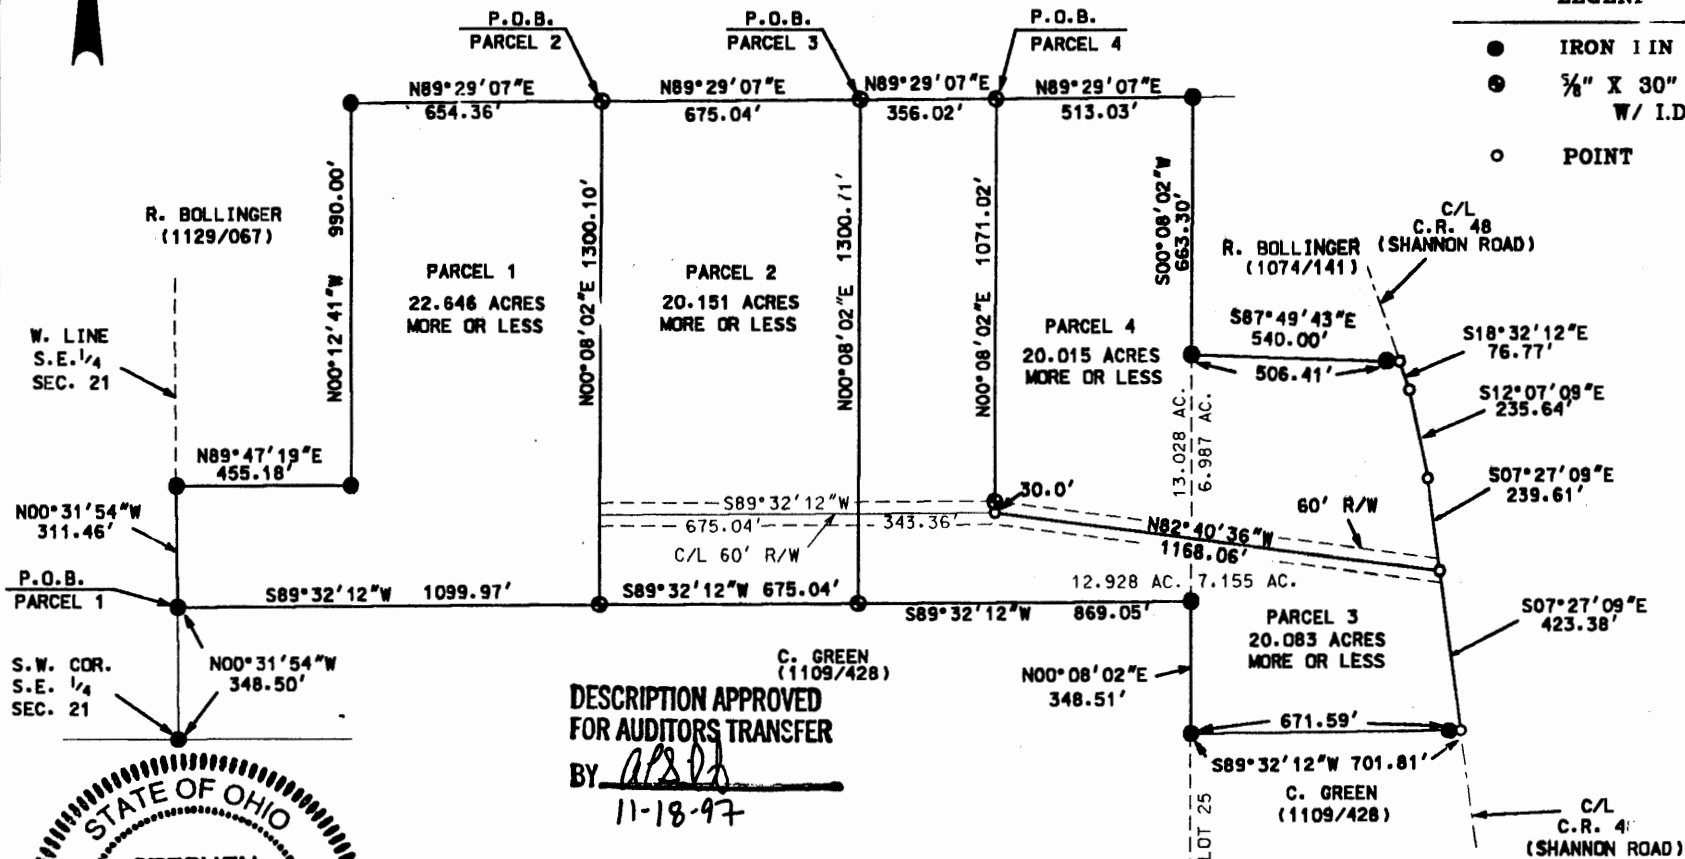 P.O.B.
PARCEL 2
P.O.B.
PARCEL 3
P.O.B.
PARCEL 4
IRON
⅝" X 30"
W/ I.D
POINT
N89°29'07"E
654.36'
N89°29'07"E
675.04'
N89°29'07"E
356.02'
N89°29'07"E
513.03'
R. BOLLINGER
(1129/067)
N00°12'41"W 990.00'
PARCEL 1
22.646 ACRES
MORE OR LESS
N00°08'02"E 1300.10'
PARCEL 2
20.151 ACRES
MORE OR LESS
N00°08'02"E 1300.71'
N00°08'02"E 1071.02'
PARCEL 4
20.015 ACRES
MORE OR LESS
S00°08'02"W
663.30'
R. BOLLINGER
(1074/141)
C/L
C.R. 48
(SHANNON ROAD)
S87°49'43"E
540.00'
506.41'
S18°32'12"E
76.77'
S12°07'09"E
235.64'
S07°27'09"E
239.61'
W. LINE
S.E. 1/4
SEC. 21
N89°47'19"E
455.18'
N00°31'54"W
311.46'
P.O.B.
PARCEL 1
S89°32'12"W
675.04'
343.36'
C/L 60' R/W
30.0'
13.028 AC.
6.987 AC.
60' R/W
N82°40'36"W
1168.06'
12.928 AC.
7.155 AC.
S89°32'12"W 1099.97'
S89°32'12"W 675.04'
S89°32'12"W 869.05'
PARCEL 3
20.083 ACRES
MORE OR LESS
S07°27'09"E
423.38'
S.W. COR.
S.E. 1/4
SEC. 21
N00°31'54"W
348.50'
C. GREEN
(1109/428)
N00°08'02"E
348.51'
671.59'
S89°32'12"W 701.81'
C. GREEN
(1109/428)
LOT 25
C/L
C.R.
(SHANNON ROAD)
DESCRIPTION APPROVED
FOR AUDITORS TRANSFER
BY
11-18-97
STATE OF OHIO